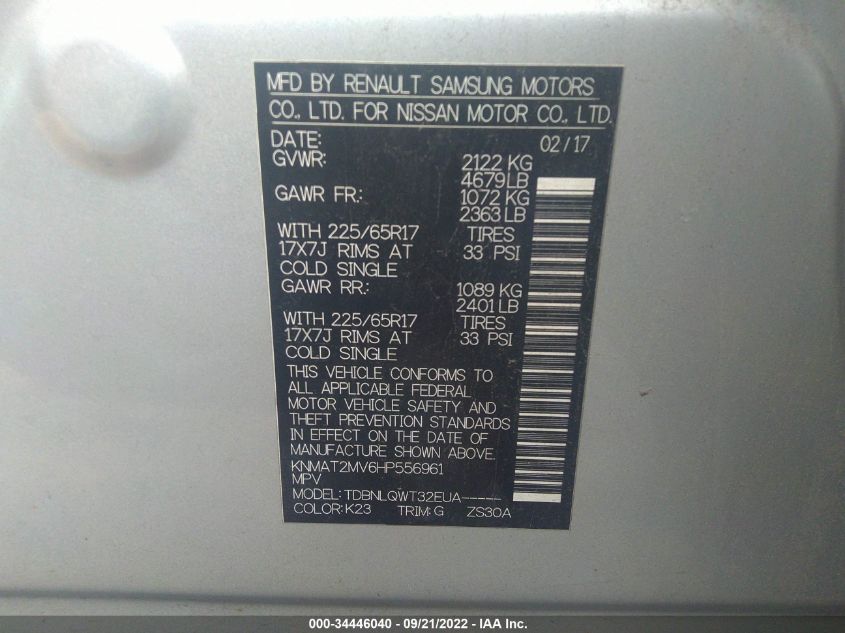 MFD BY RENAULT SAMSUNG MOTORS
CO., LTD. FOR NISSAN MOTOR CO., LTD.
DATE: 02/17
GVWR: 2122 KG
4679 LB
GAWR FR: 1072 KG
2363 LB
WITH 225/65R17 TIRES
17X7J RIMS AT 33 PSI
COLD SINGLE
GAWR RR: 1089 KG
2401 LB
WITH 225/65R17 TIRES
17X7J RIMS AT 33 PSI
COLD SINGLE
THIS VEHICLE CONFORMS TO
ALL APPLICABLE FEDERAL
MOTOR VEHICLE SAFETY AND
THEFT PREVENTION STANDARDS
IN EFFECT ON THE DATE OF
MANUFACTURE SHOWN ABOVE.
KNMAT2MV6HP556961
MPV
MODEL: TDBNLQWT32EUA-----
COLOR: K23 TRIM: G ZS30A
000-34446040 - 09/21/2022 - IAA Inc.